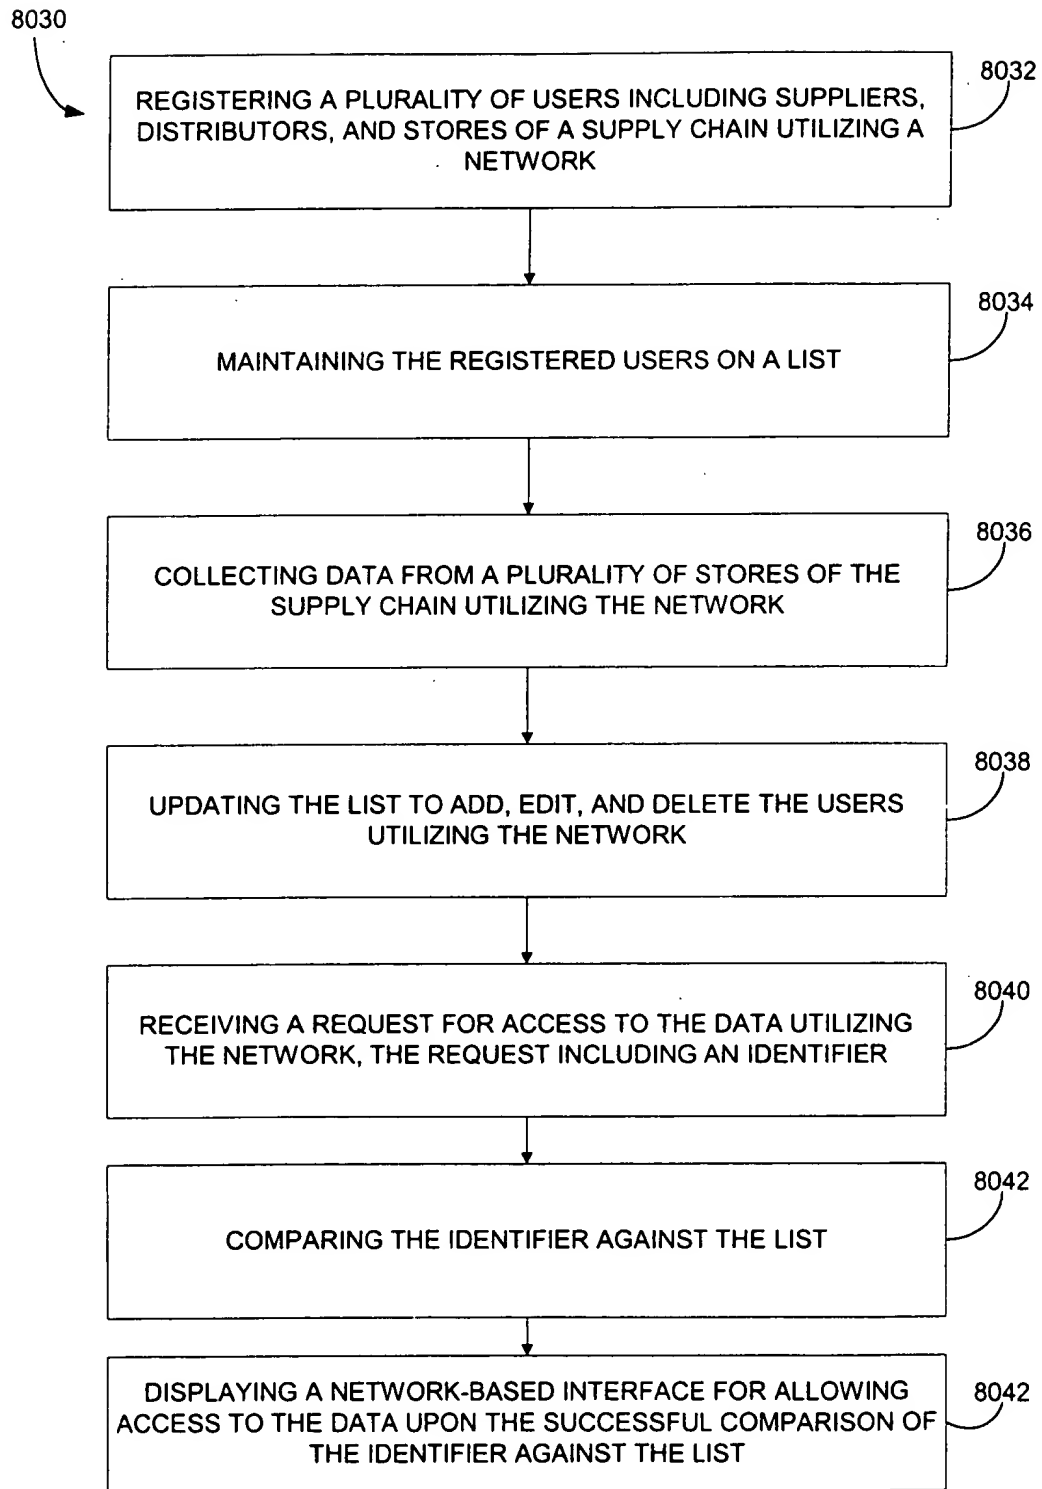 8030
8032
REGISTERING A PLURALITY OF USERS INCLUDING SUPPLIERS,
DISTRIBUTORS, AND STORES OF A SUPPLY CHAIN UTILIZING A
NETWORK
8034
MAINTAINING THE REGISTERED USERS ON A LIST
8036
COLLECTING DATA FROM A PLURALITY OF STORES OF THE
SUPPLY CHAIN UTILIZING THE NETWORK
8038
UPDATING THE LIST TO ADD, EDIT, AND DELETE THE USERS
UTILIZING THE NETWORK
8040
RECEIVING A REQUEST FOR ACCESS TO THE DATA UTILIZING
THE NETWORK, THE REQUEST INCLUDING AN IDENTIFIER
8042
COMPARING THE IDENTIFIER AGAINST THE LIST
8042
DISPLAYING A NETWORK-BASED INTERFACE FOR ALLOWING
ACCESS TO THE DATA UPON THE SUCCESSFUL COMPARISON OF
THE IDENTIFIER AGAINST THE LIST